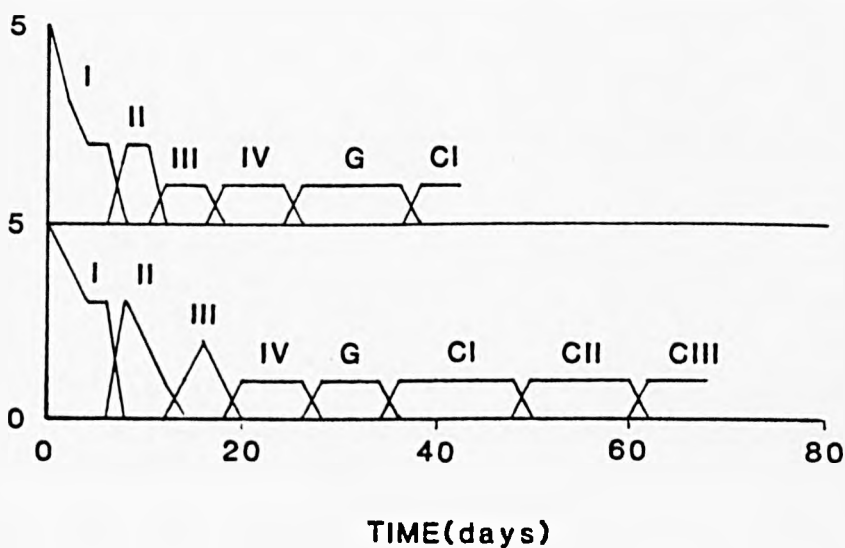 5
I
II
III IV G CI
5
I II
III
IV G CI CII CIII
0
0 20 40 60 80
TIME(days)